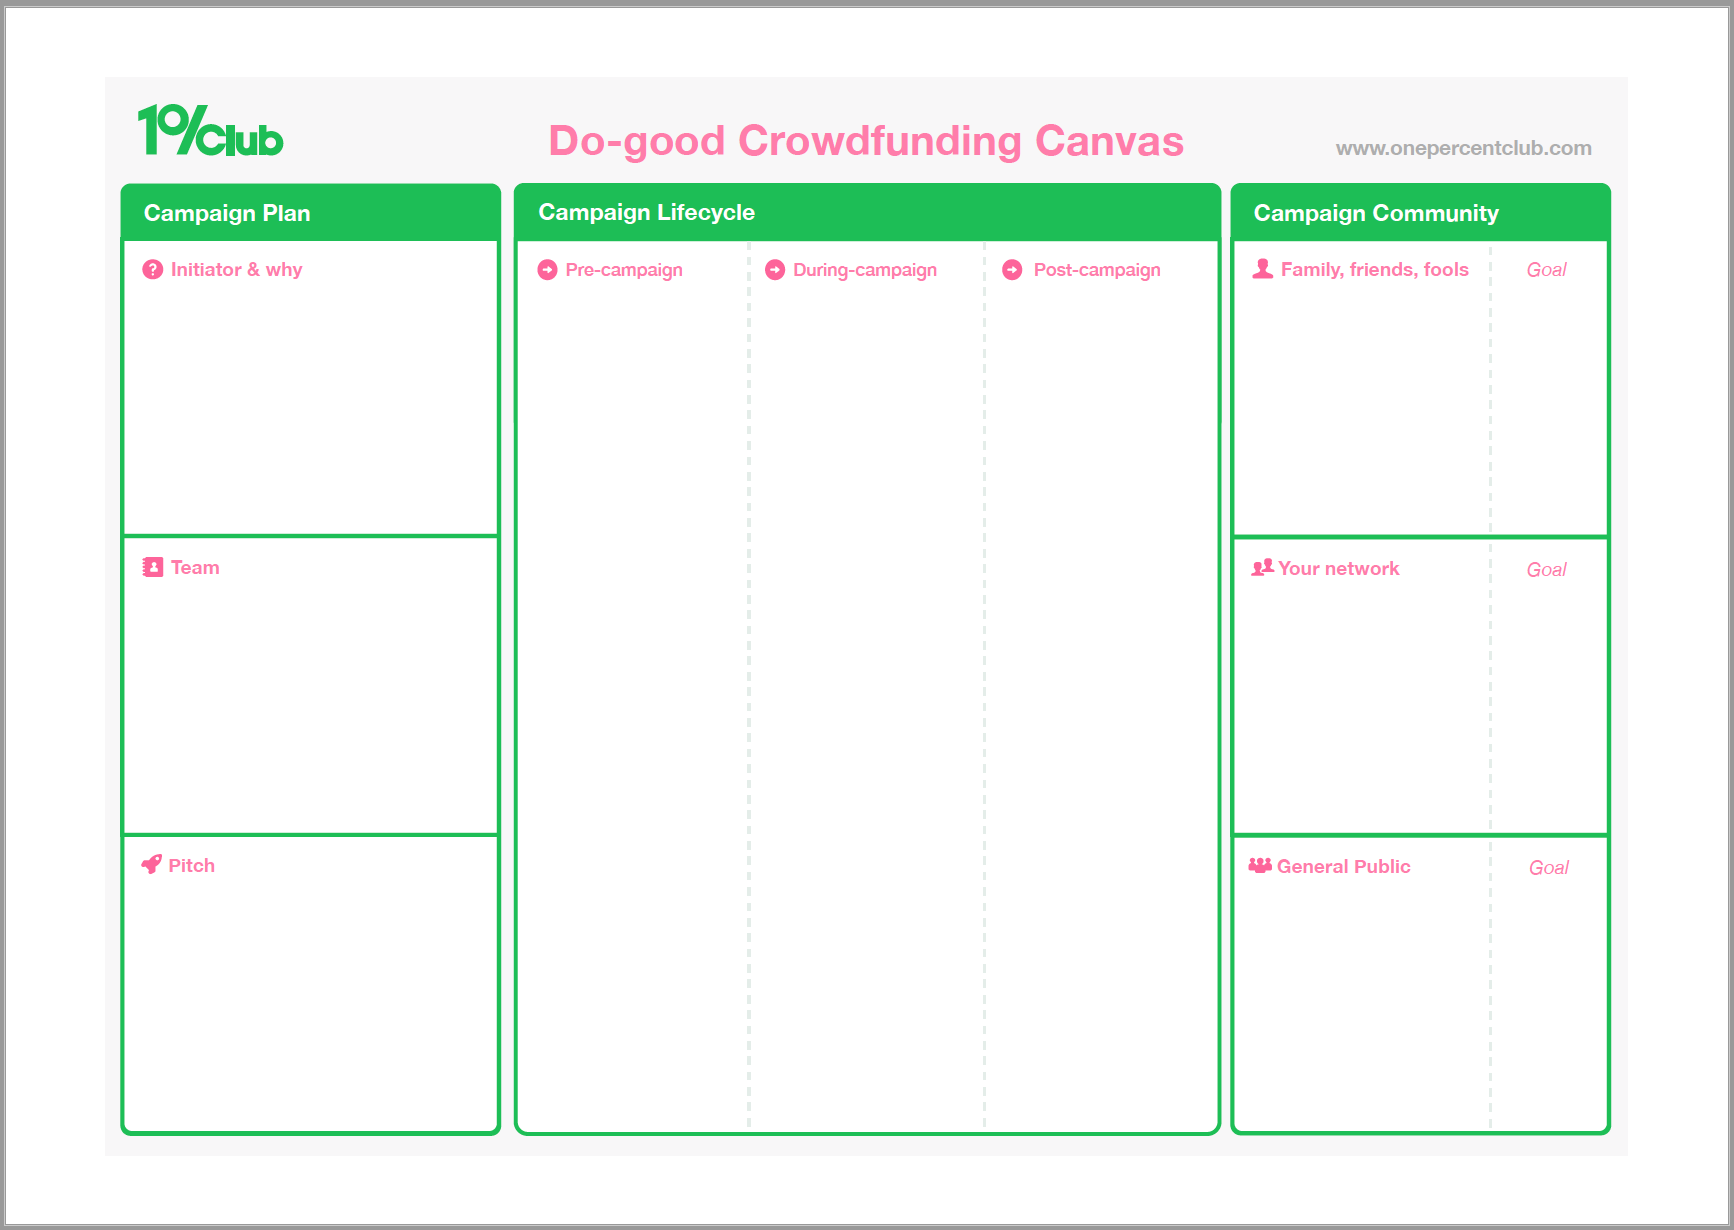 1%Club
Do-good Crowdfunding Canvas
www.onepercentclub.com
Campaign Plan
Initiator & why
Team
Pitch
Campaign Lifecycle
Pre-campaign
During-campaign
Post-campaign
Campaign Community
Family, friends, fools
Goal
Your network
Goal
General Public
Goal